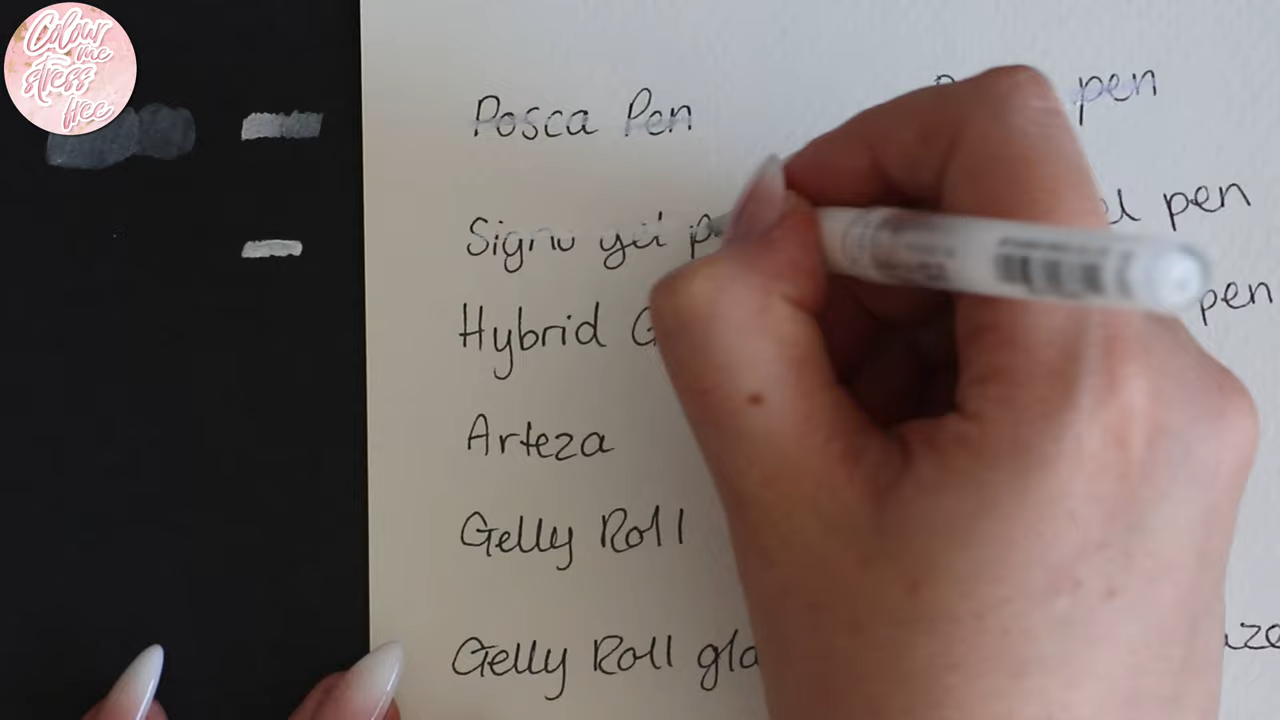 Colour
me
stress
free
Posca Pen
pen
Signo gel
pen
Hybrid
pen
Arteza
Gelly Roll
Gelly Roll